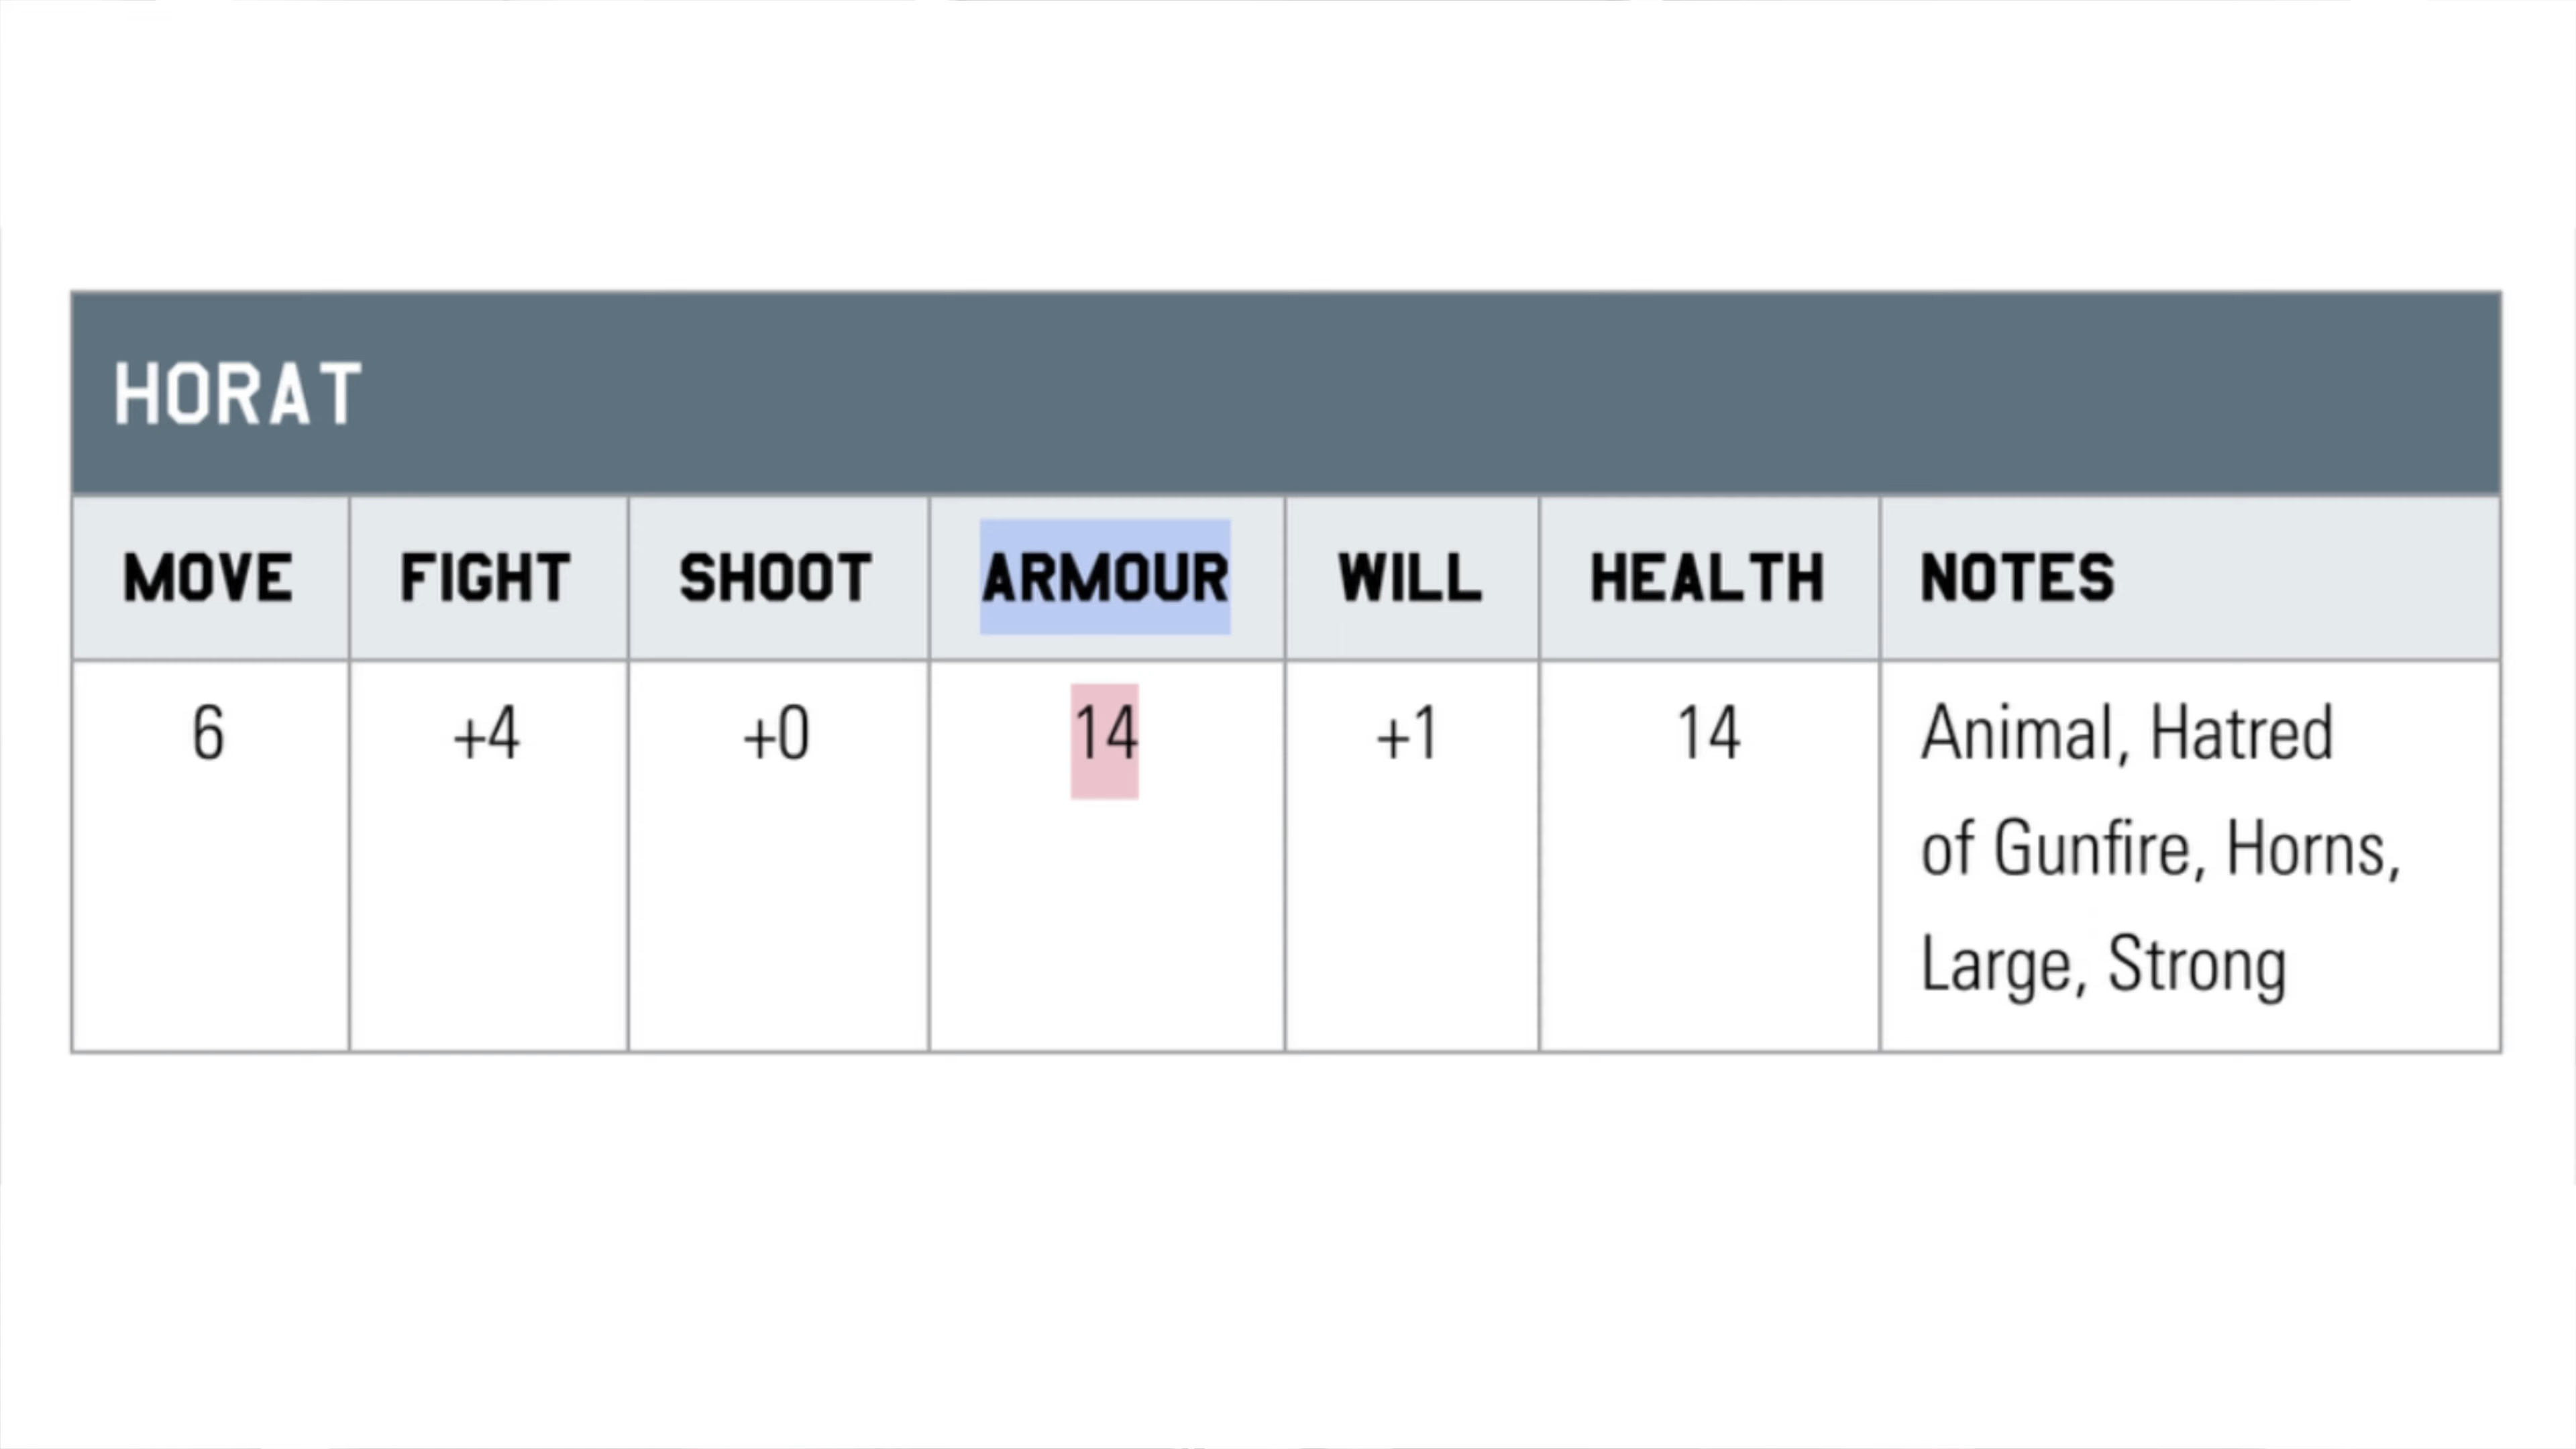 HORAT
MOVE FIGHT SHOOT ARMOUR WILL HEALTH NOTES
6 +4 +0 14 +1 14 Animal, Hatred
of Gunfire, Horns,
Large, Strong